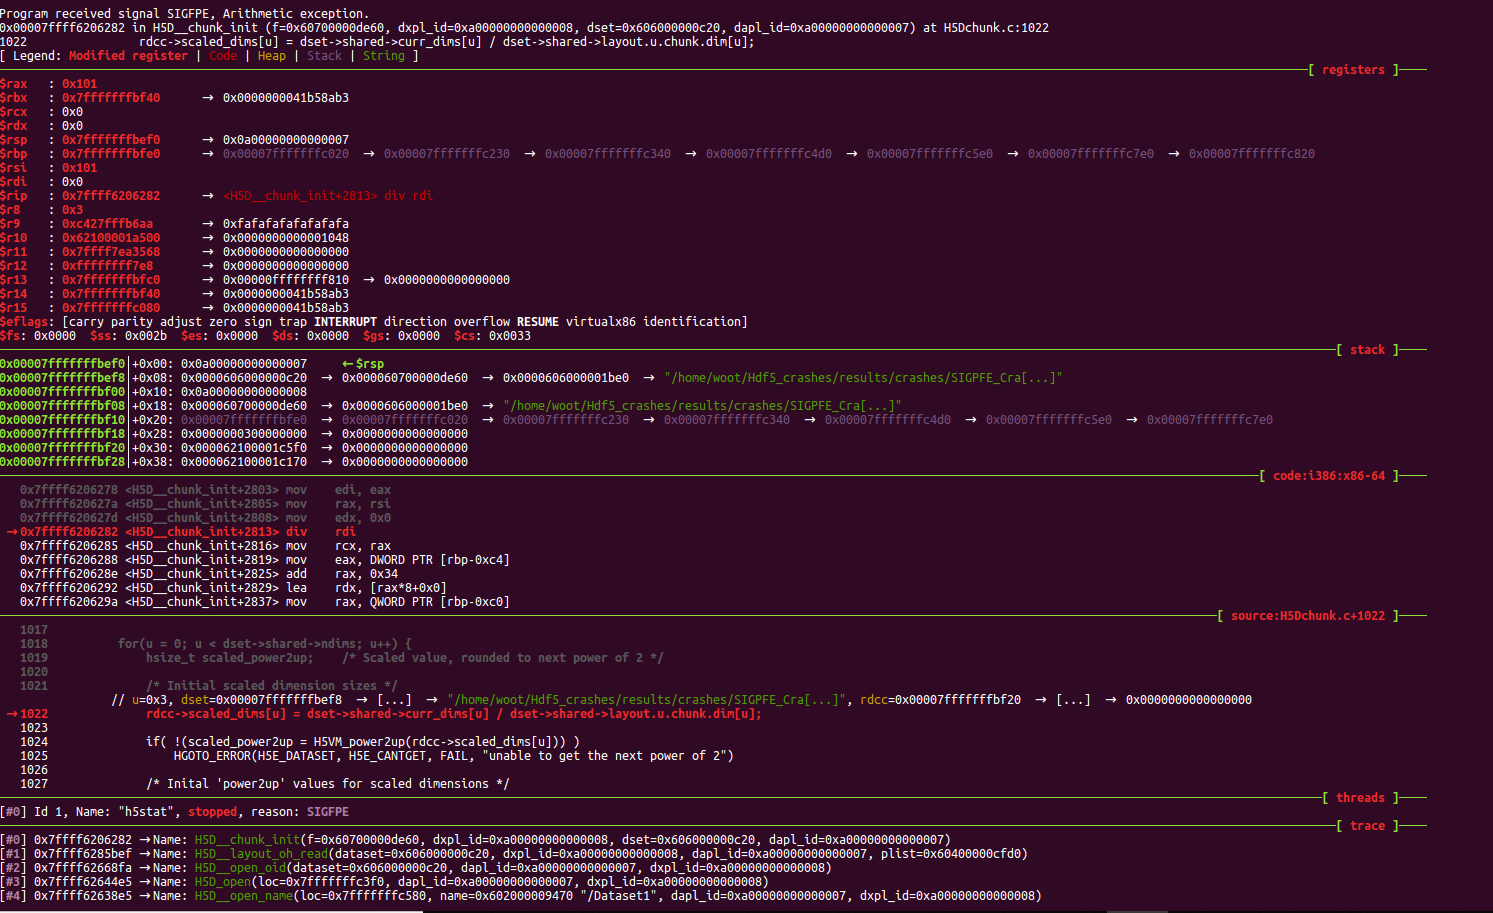 Program received signal SIGFPE, Arithmetic exception.
0x00007ffff6206282 in H5D__chunk_init (f=0x60700000de60, dxpl_id=0xa00000000000008, dset=0x606000000c20, dapl_id=0xa00000000000007) at H5Dchunk.c:1022
1022 rdcc->scaled_dims[u] = dset->shared->curr_dims[u] / dset->shared->layout.u.chunk.dim[u];
[ Legend: Modified register | Code | Heap | Stack | String ]
[ registers ]
$rax : 0x101
$rbx : 0x7fffffffbf40 → 0x0000000041b58ab3
$rcx : 0x0
$rdx : 0x0
$rsp : 0x7fffffffbef0 → 0x0a00000000000007
$rbp : 0x7fffffffbfe0 → 0x00007fffffffc020 → 0x00007fffffffc230 → 0x00007fffffffc340 → 0x00007fffffffc4d0 → 0x00007fffffffc5e0 → 0x00007fffffffc7e0 → 0x00007fffffffc820
$rsi : 0x101
$rdi : 0x0
$rip : 0x7ffff6206282 → <H5D__chunk_init+2813> div rdi
$r8 : 0x3
$r9 : 0xc427fffb6aa → 0xfafafafafafafafa
$r10 : 0x62100001a500 → 0x0000000000001048
$r11 : 0x7ffff7ea3568 → 0x0000000000000000
$r12 : 0xffffffff7e8 → 0x0000000000000000
$r13 : 0x7fffffffbfc0 → 0x00000ffffffff810 → 0x0000000000000000
$r14 : 0x7fffffffbf40 → 0x0000000041b58ab3
$r15 : 0x7fffffffc080 → 0x0000000041b58ab3
$eflags: [carry parity adjust zero sign trap INTERRUPT direction overflow RESUME virtualx86 identification]
$fs: 0x0000 $ss: 0x002b $es: 0x0000 $ds: 0x0000 $gs: 0x0000 $cs: 0x0033
[ stack ]
0x00007fffffffbef0│+0x00: 0x0a00000000000007 ←$rsp
0x00007fffffffbef8│+0x08: 0x0000606000000c20 → 0x000060700000de60 → 0x0000606000001be0 → "/home/woot/Hdf5_crashes/results/crashes/SIGPFE_Cra[...]"
0x00007fffffffbf00│+0x10: 0x0a00000000000008
0x00007fffffffbf08│+0x18: 0x000060700000de60 → 0x0000606000001be0 → "/home/woot/Hdf5_crashes/results/crashes/SIGPFE_Cra[...]"
0x00007fffffffbf10│+0x20: 0x00007fffffffbfe0 → 0x00007fffffffc020 → 0x00007fffffffc230 → 0x00007fffffffc340 → 0x00007fffffffc4d0 → 0x00007fffffffc5e0 → 0x00007fffffffc7e0
0x00007fffffffbf18│+0x28: 0x0000000300000000 → 0x0000000000000000
0x00007fffffffbf20│+0x30: 0x000062100001c5f0 → 0x0000000000000000
0x00007fffffffbf28│+0x38: 0x000062100001c170 → 0x0000000000000000
[ code:i386:x86-64 ]
0x7ffff6206278 <H5D__chunk_init+2803> mov edi, eax
0x7ffff620627a <H5D__chunk_init+2805> mov rax, rsi
0x7ffff620627d <H5D__chunk_init+2808> mov edx, 0x0
→0x7ffff6206282 <H5D__chunk_init+2813> div rdi
0x7ffff6206285 <H5D__chunk_init+2816> mov rcx, rax
0x7ffff6206288 <H5D__chunk_init+2819> mov eax, DWORD PTR [rbp-0xc4]
0x7ffff620628e <H5D__chunk_init+2825> add rax, 0x34
0x7ffff6206292 <H5D__chunk_init+2829> lea rdx, [rax*8+0x0]
0x7ffff620629a <H5D__chunk_init+2837> mov rax, QWORD PTR [rbp-0xc0]
[ source:H5Dchunk.c+1022 ]
1017
1018 for(u = 0; u < dset->shared->ndims; u++) {
1019 hsize_t scaled_power2up; /* Scaled value, rounded to next power of 2 */
1020
1021 /* Initial scaled dimension sizes */
// u=0x3, dset=0x00007fffffffbef8 → [...] → "/home/woot/Hdf5_crashes/results/crashes/SIGPFE_Cra[...]", rdcc=0x00007fffffffbf20 → [...] → 0x0000000000000000
→1022 rdcc->scaled_dims[u] = dset->shared->curr_dims[u] / dset->shared->layout.u.chunk.dim[u];
1023
1024 if( !(scaled_power2up = H5VM_power2up(rdcc->scaled_dims[u])) )
1025 HGOTO_ERROR(H5E_DATASET, H5E_CANTGET, FAIL, "unable to get the next power of 2")
1026
1027 /* Inital 'power2up' values for scaled dimensions */
[ threads ]
[#0] Id 1, Name: "h5stat", stopped, reason: SIGFPE
[ trace ]
[#0] 0x7ffff6206282 →Name: H5D__chunk_init(f=0x60700000de60, dxpl_id=0xa00000000000008, dset=0x606000000c20, dapl_id=0xa00000000000007)
[#1] 0x7ffff6285bef →Name: H5D__layout_oh_read(dataset=0x606000000c20, dxpl_id=0xa00000000000008, dapl_id=0xa00000000000007, plist=0x60400000cfd0)
[#2] 0x7ffff62668fa →Name: H5D__open_oid(dataset=0x606000000c20, dapl_id=0xa00000000000007, dxpl_id=0xa00000000000008)
[#3] 0x7ffff62644e5 →Name: H5D_open(loc=0x7fffffffc3f0, dapl_id=0xa00000000000007, dxpl_id=0xa00000000000008)
[#4] 0x7ffff62638e5 →Name: H5D__open_name(loc=0x7fffffffc580, name=0x602000009470 "/Dataset1", dapl_id=0xa00000000000007, dxpl_id=0xa00000000000008)